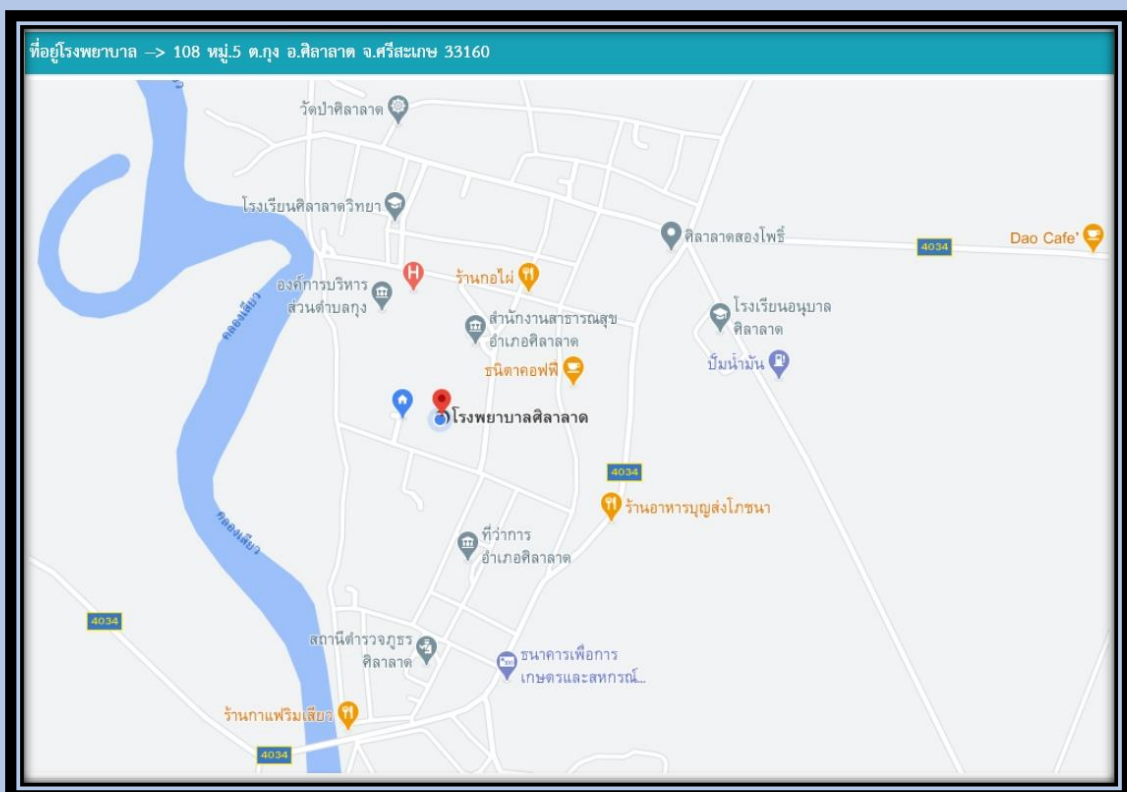 ที่อยู่โรงพยาบาล –> 108 หมู่.5 ต.กุง อ.ศิลาลาด จ.ศรีสะเกษ 33160
วัดป่าศิลาลาด
โรงเรียนศิลาลาดวิทยา
ศิลาลาดสองโพธิ์
4034
Dao Cafe'
H
ร้านกอไผ่
องค์การบริหาร
ส่วนตำบลกุง
คลองเสียว
สำนักงานสาธารณสุข
อำเภอศิลาลาด
โรงเรียนอนุบาล
ศิลาลาด
ธนิตาคอฟฟี่
ปั๊มน้ำมัน
โรงพยาบาลศิลาลาด
4034
ร้านอาหารบุญส่งโภชนา
คลองเสียว
ที่ว่าการ
อำเภอศิลาลาด
4034
สถานีตำรวจภูธร
ศิลาลาด
ธนาคารเพื่อการ
เกษตรและสหกรณ์...
ร้านกาแฟริมเสียว
4034